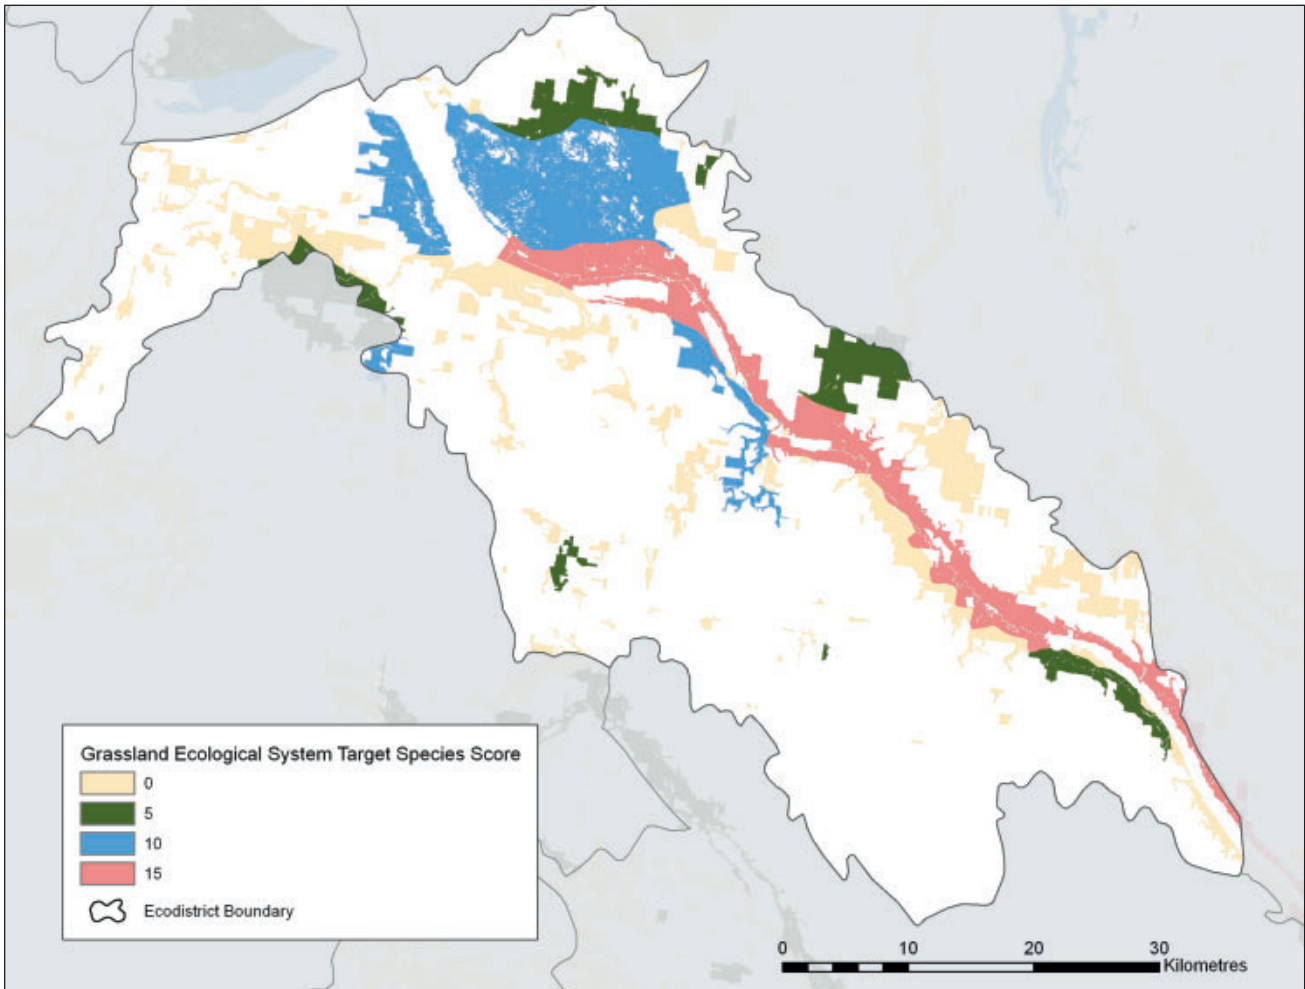 Grassland Ecological System Target Species Score
0
5
10
15
Ecodistrict Boundary
0 10 20 30
Kilometres